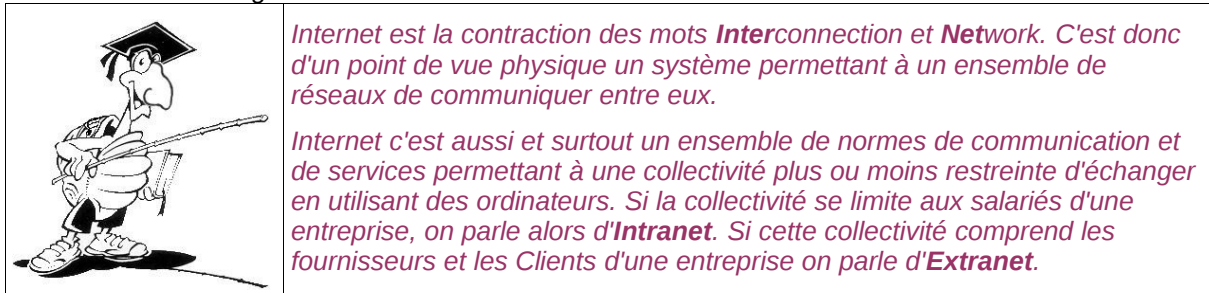 Internet est la contraction des mots Interconnection et Network. C'est donc
d'un point de vue physique un système permettant à un ensemble de
réseaux de communiquer entre eux.
Internet c'est aussi et surtout un ensemble de normes de communication et
de services permettant à une collectivité plus ou moins restreinte d'échanger
en utilisant des ordinateurs. Si la collectivité se limite aux salariés d'une
entreprise, on parle alors d'Intranet. Si cette collectivité comprend les
fournisseurs et les Clients d'une entreprise on parle d'Extranet.